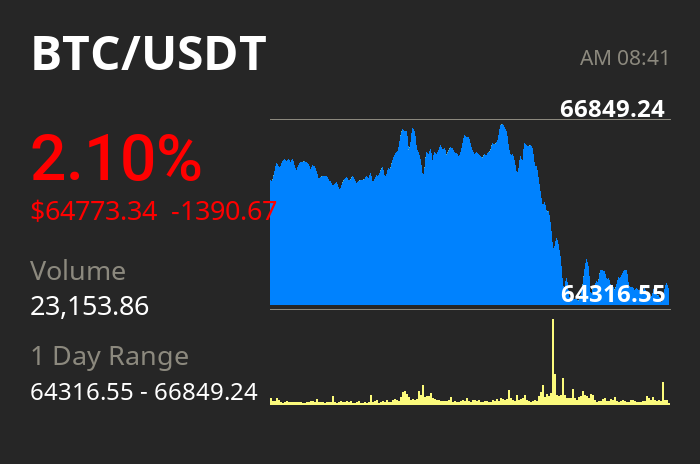 BTC/USDT
AM 08:41
66849.24
2.10%
$64773.34 -1390.67
Volume
23,153.86
64316.55
1 Day Range
64316.55 - 66849.24